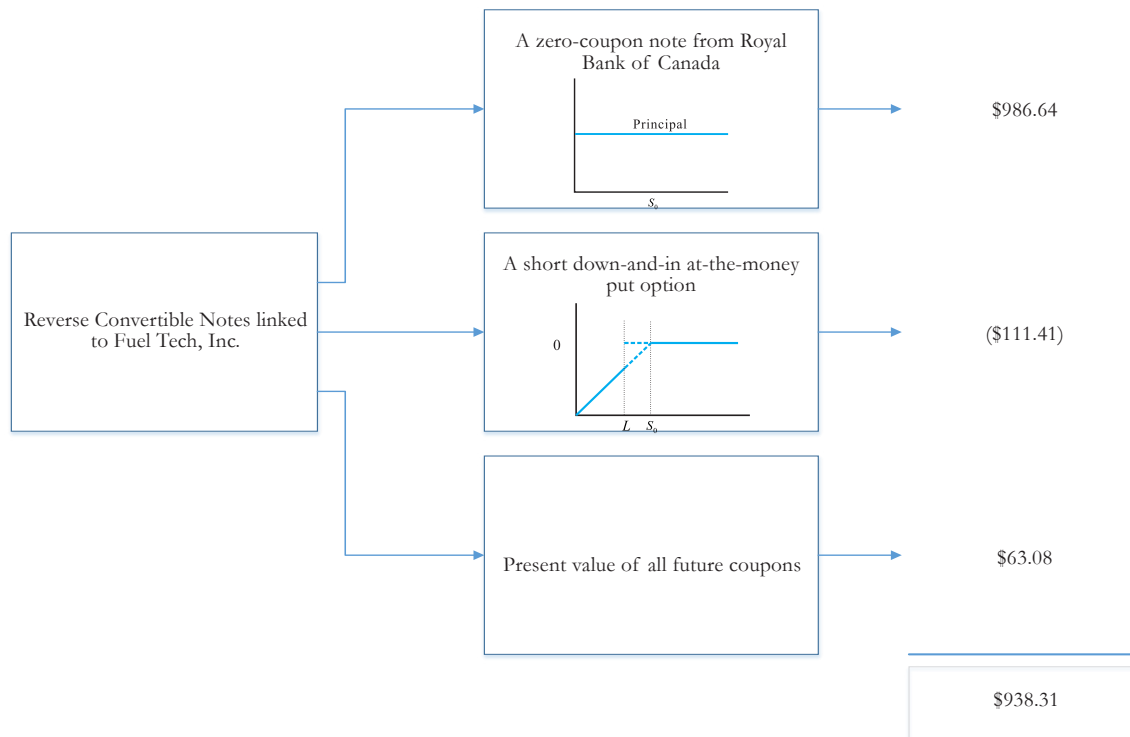 A zero-coupon note from Royal
Bank of Canada
Principal
S₀
$986.64
Reverse Convertible Notes linked
to Fuel Tech, Inc.
A short down-and-in at-the-money
put option
0
L S₀
($111.41)
Present value of all future coupons
$63.08
$938.31